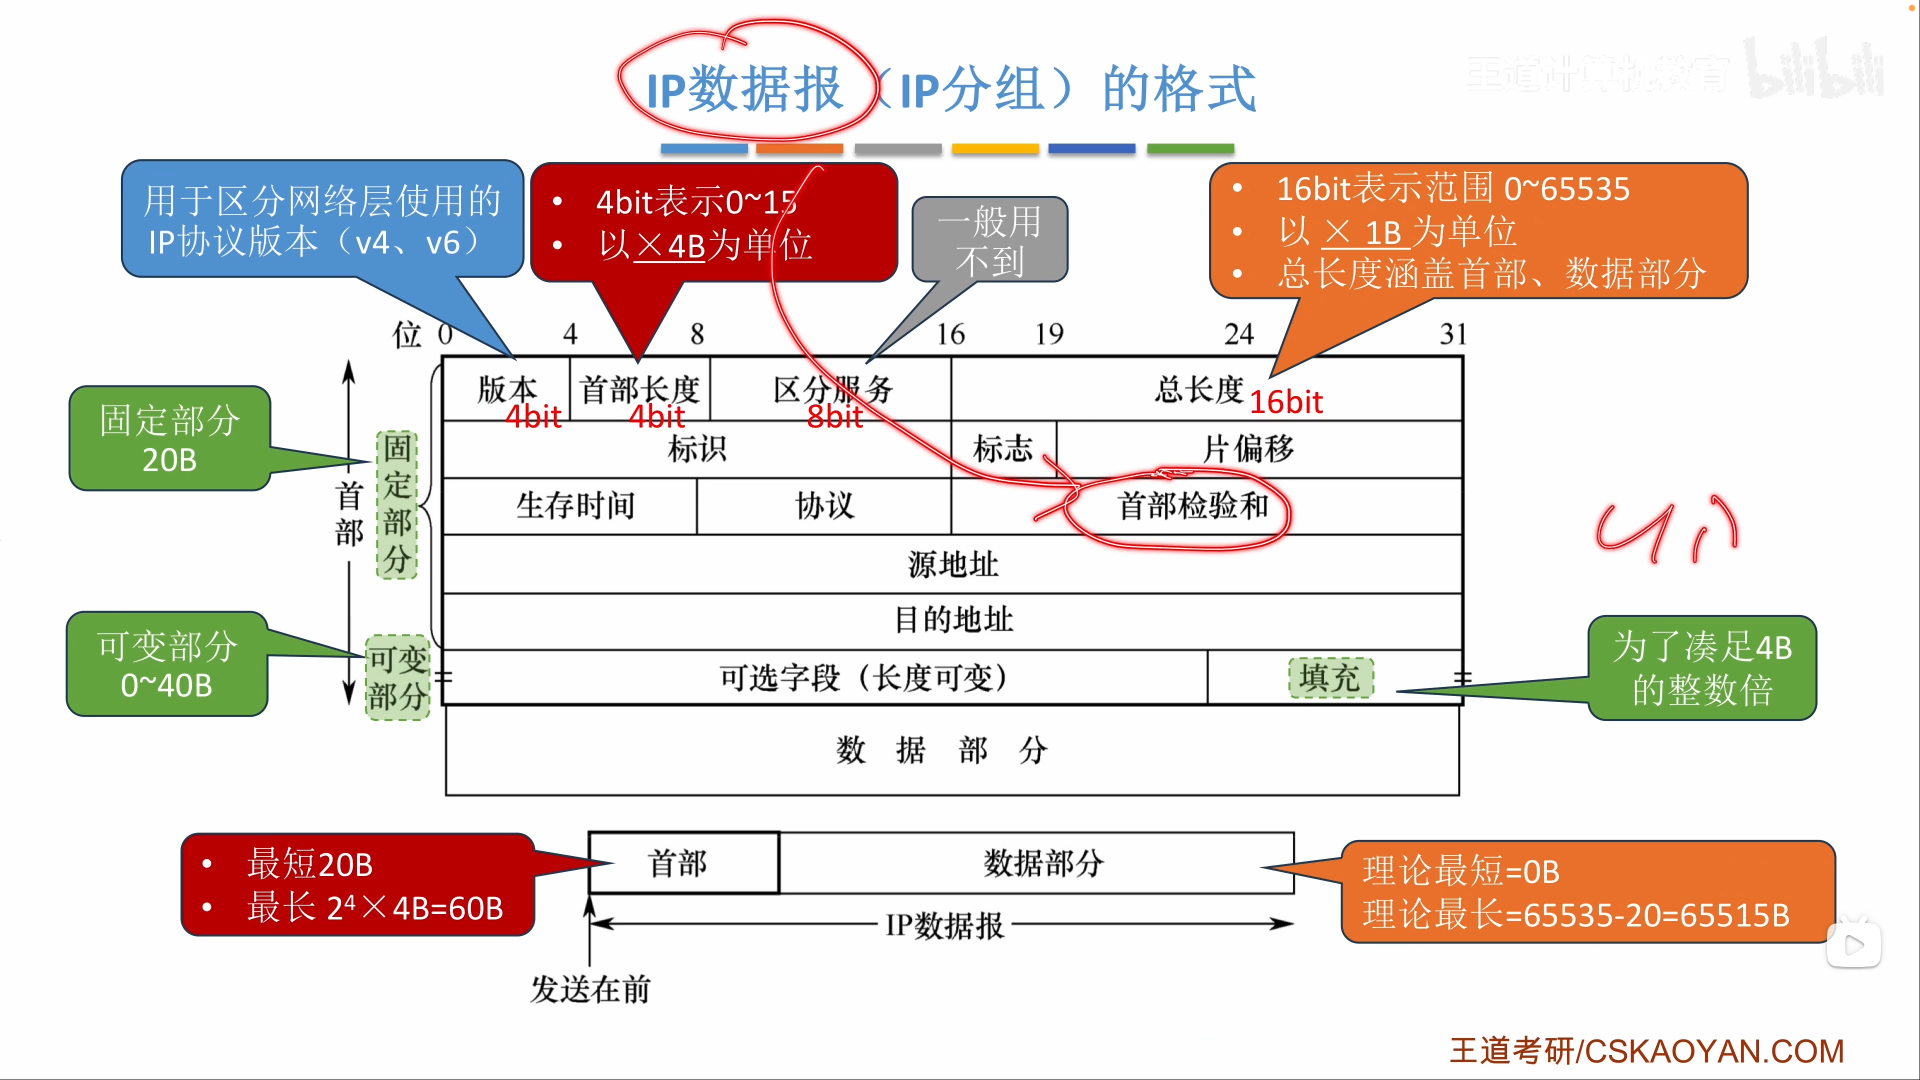 IP数据报（IP分组）的格式
王道计算机教育 bilibili
用于区分网络层使用的
IP协议版本（v4、v6）
• 4bit表示0~15
• 以×4B为单位
一般用
不到
• 16bit表示范围 0~65535
• 以 × 1B 为单位
• 总长度涵盖首部、数据部分
位 0 4 8 16 19 24 31
版本 首部长度 区分服务 总长度
4bit 4bit 8bit 16bit
标识 标志 片偏移
生存时间 协议 首部检验和
源地址
目的地址
可选字段（长度可变） 填充
数据部分
固定部分
20B
首部
固定部分
可变部分
0~40B
可变
部分
为了凑足4B
的整数倍
• 最短20B
• 最长 2⁴×4B=60B
首部 数据部分
IP数据报
发送在前
理论最短=0B
理论最长=65535-20=65515B
王道考研/CSKAOYAN.COM